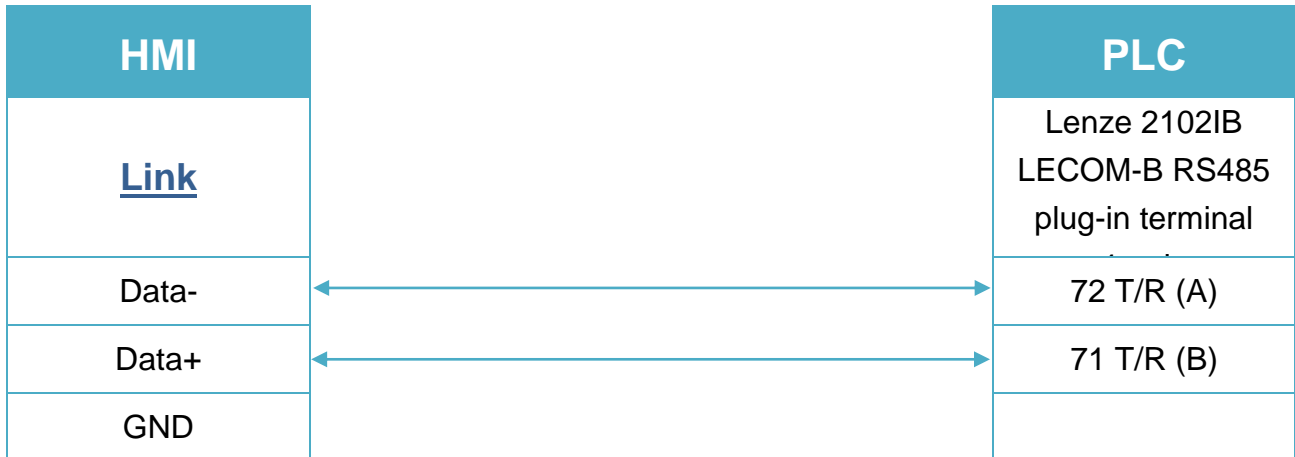 HMI
PLC
Link
Lenze 2102IB
LECOM-B RS485
plug-in terminal
Data-
72 T/R (A)
Data+
71 T/R (B)
GND